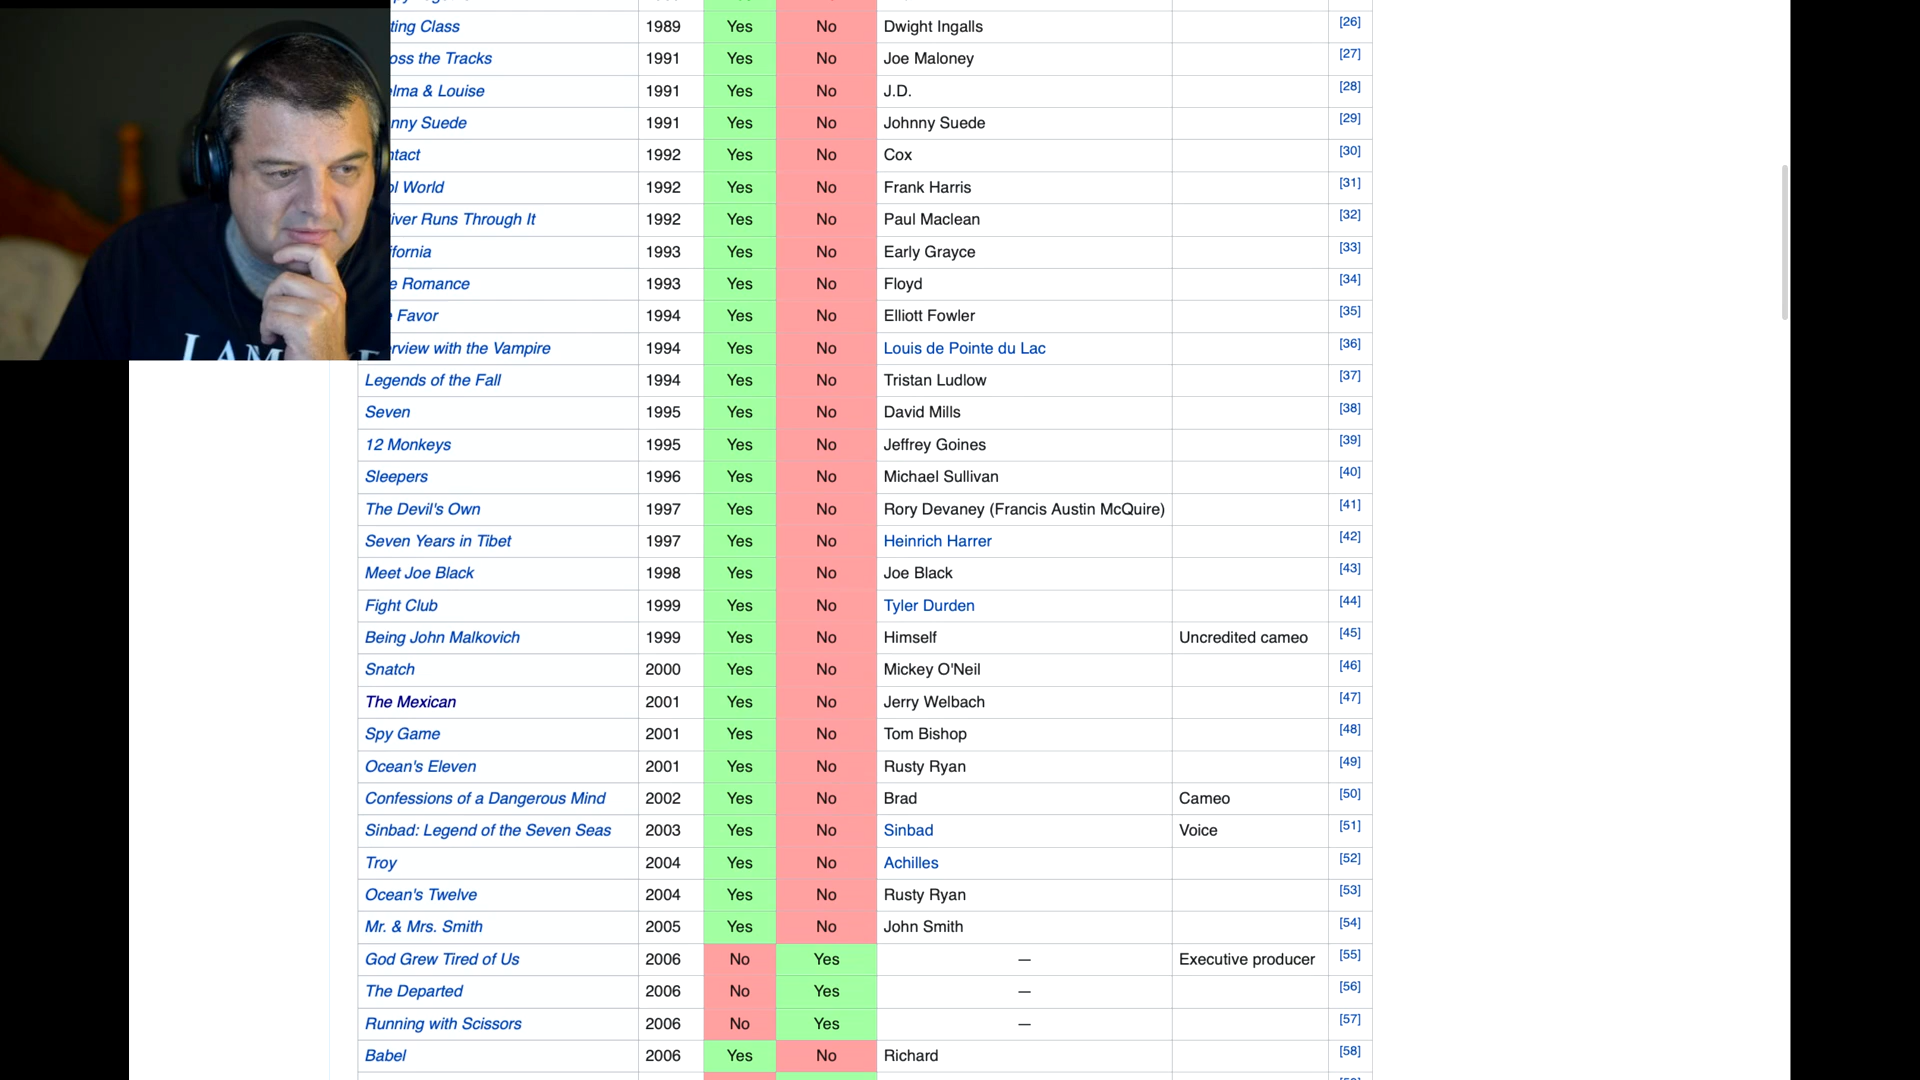 ting Class 1989 Yes No Dwight Ingalls [26]
oss the Tracks 1991 Yes No Joe Maloney [27]
lma & Louise 1991 Yes No J.D. [28]
nny Suede 1991 Yes No Johnny Suede [29]
ntact 1992 Yes No Cox [30]
ol World 1992 Yes No Frank Harris [31]
iver Runs Through It 1992 Yes No Paul Maclean [32]
ifornia 1993 Yes No Early Grayce [33]
e Romance 1993 Yes No Floyd [34]
e Favor 1994 Yes No Elliott Fowler [35]
erview with the Vampire 1994 Yes No Louis de Pointe du Lac [36]
I AM
Legends of the Fall 1994 Yes No Tristan Ludlow [37]
Seven 1995 Yes No David Mills [38]
12 Monkeys 1995 Yes No Jeffrey Goines [39]
Sleepers 1996 Yes No Michael Sullivan [40]
The Devil's Own 1997 Yes No Rory Devaney (Francis Austin McQuire) [41]
Seven Years in Tibet 1997 Yes No Heinrich Harrer [42]
Meet Joe Black 1998 Yes No Joe Black [43]
Fight Club 1999 Yes No Tyler Durden [44]
Being John Malkovich 1999 Yes No Himself Uncredited cameo [45]
Snatch 2000 Yes No Mickey O'Neil [46]
The Mexican 2001 Yes No Jerry Welbach [47]
Spy Game 2001 Yes No Tom Bishop [48]
Ocean's Eleven 2001 Yes No Rusty Ryan [49]
Confessions of a Dangerous Mind 2002 Yes No Brad Cameo [50]
Sinbad: Legend of the Seven Seas 2003 Yes No Sinbad Voice [51]
Troy 2004 Yes No Achilles [52]
Ocean's Twelve 2004 Yes No Rusty Ryan [53]
Mr. & Mrs. Smith 2005 Yes No John Smith [54]
God Grew Tired of Us 2006 No Yes — Executive producer [55]
The Departed 2006 No Yes — [56]
Running with Scissors 2006 No Yes — [57]
Babel 2006 Yes No Richard [58]